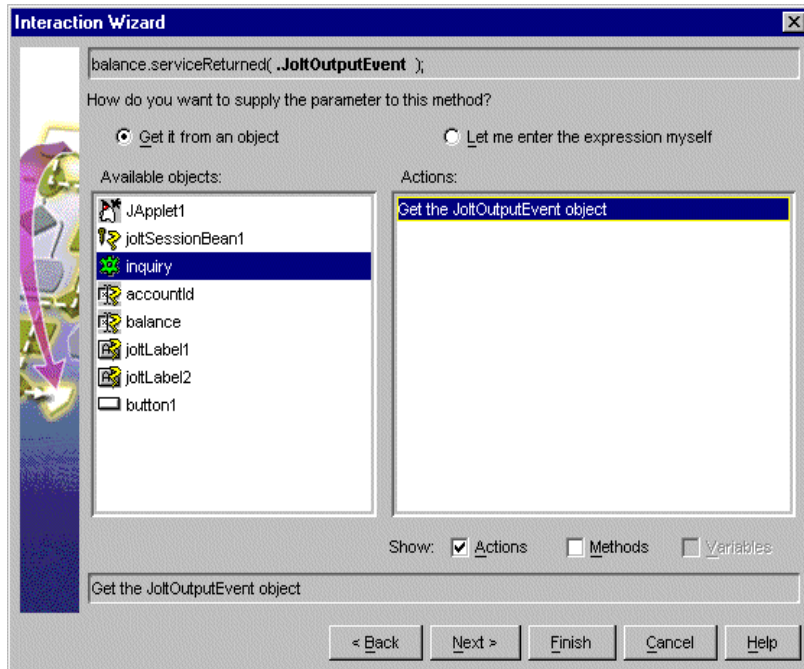 Interaction Wizard
balance.serviceReturned( .JoltOutputEvent );
How do you want to supply the parameter to this method?
Get it from an object
Let me enter the expression myself
Available objects:
Actions:
JApplet1
joltSessionBean1
inquiry
accountId
balance
joltLabel1
joltLabel2
button1
Get the JoltOutputEvent object
Show: Actions Methods Variables
Get the JoltOutputEvent object
< Back Next > Finish Cancel Help